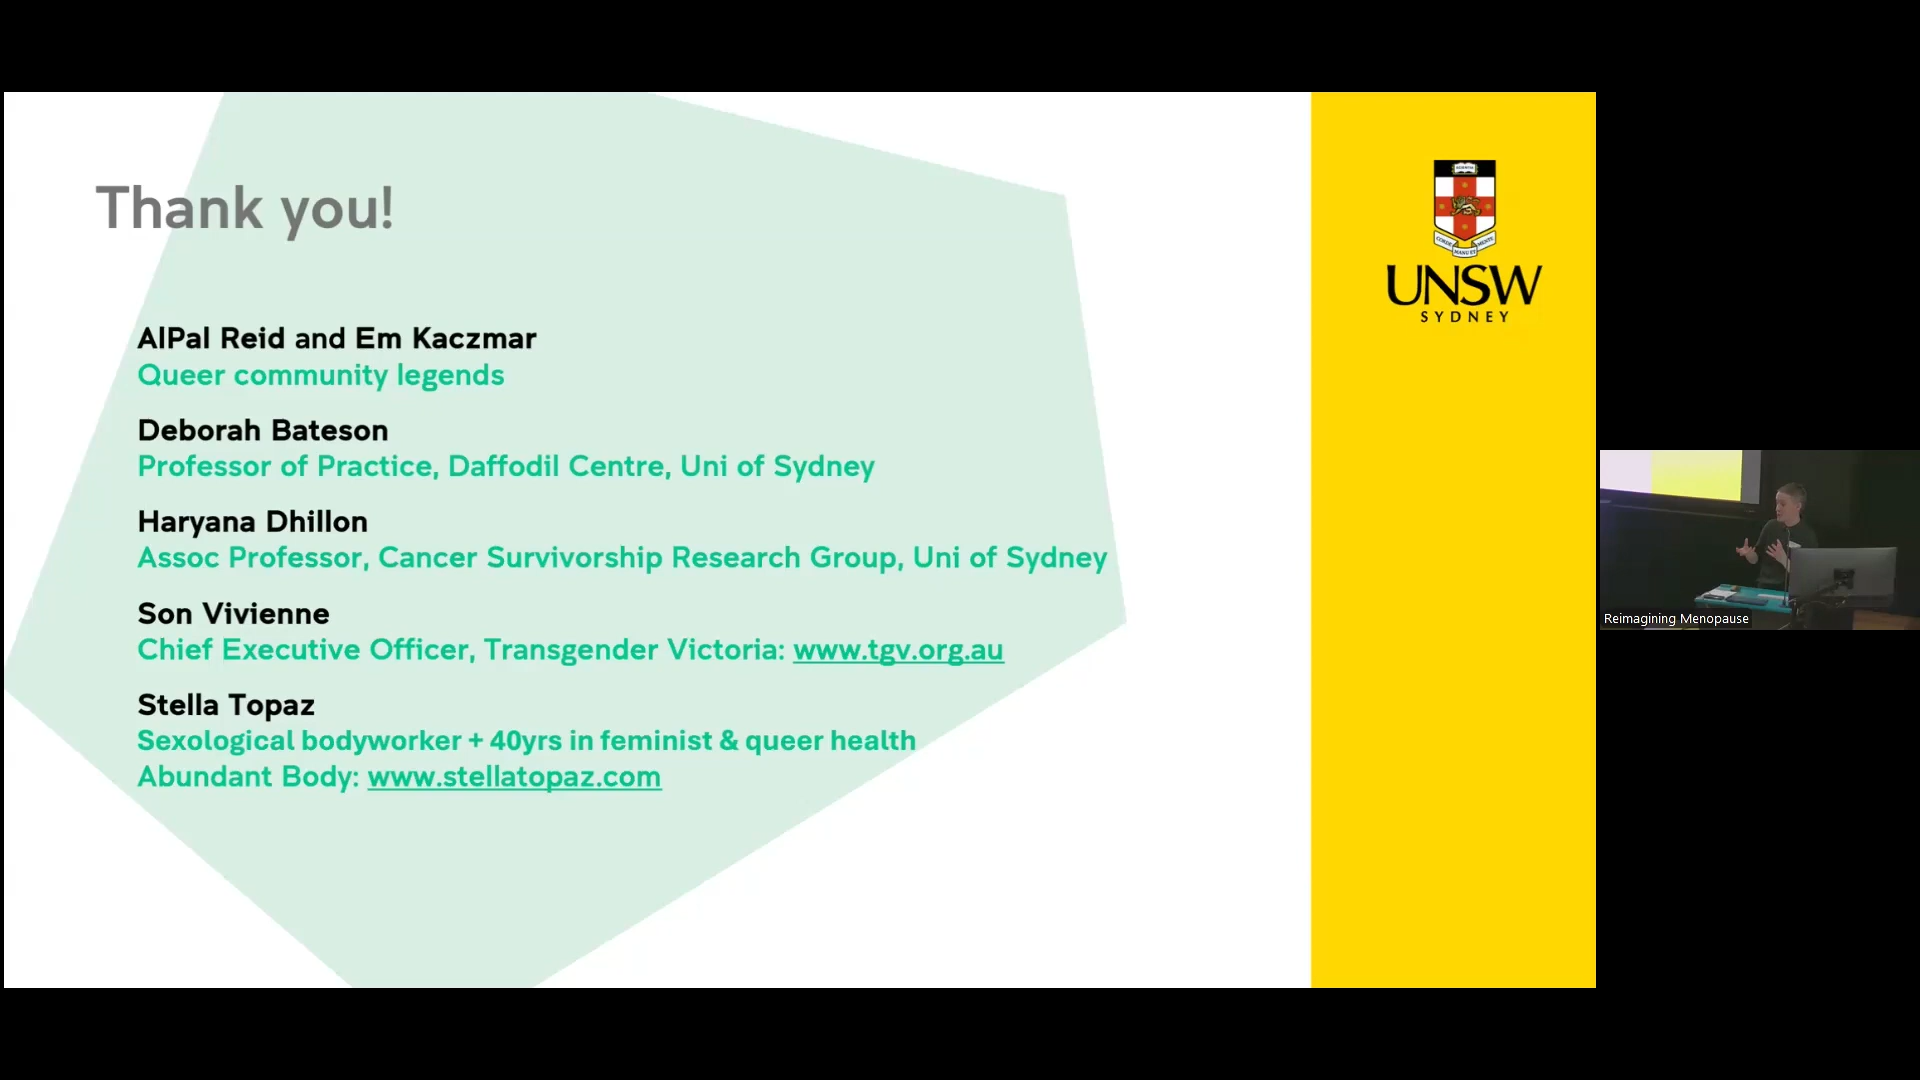 Thank you!
AlPal Reid and Em Kaczmar
Queer community legends
Deborah Bateson
Professor of Practice, Daffodil Centre, Uni of Sydney
Haryana Dhillon
Assoc Professor, Cancer Survivorship Research Group, Uni of Sydney
Son Vivienne
Chief Executive Officer, Transgender Victoria: www.tgv.org.au
Stella Topaz
Sexological bodyworker + 40yrs in feminist & queer health
Abundant Body: www.stellatopaz.com
UNSW
SYDNEY
Reimagining Menopause